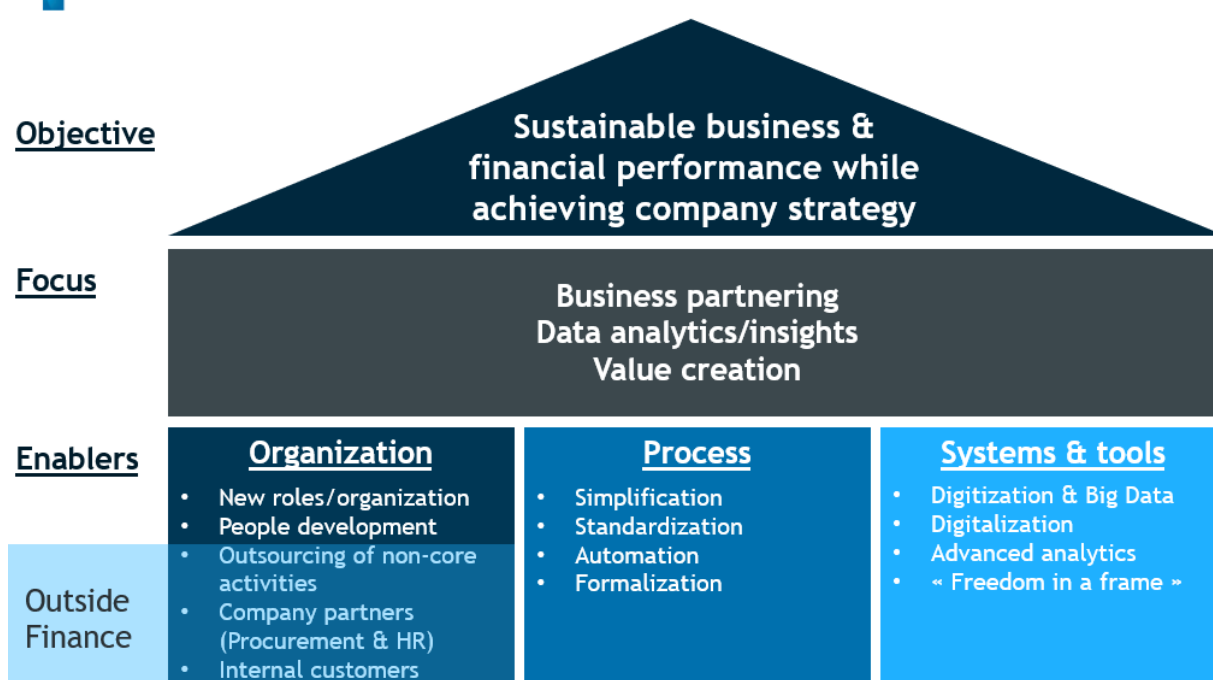 Objective
Sustainable business &
financial performance while
achieving company strategy
Focus
Business partnering
Data analytics/insights
Value creation
Enablers
Organization
• New roles/organization
• People development
• Outsourcing of non-core
activities
• Company partners
(Procurement & HR)
• Internal customers
Outside
Finance
Process
• Simplification
• Standardization
• Automation
• Formalization
Systems & tools
• Digitization & Big Data
• Digitalization
• Advanced analytics
• « Freedom in a frame »